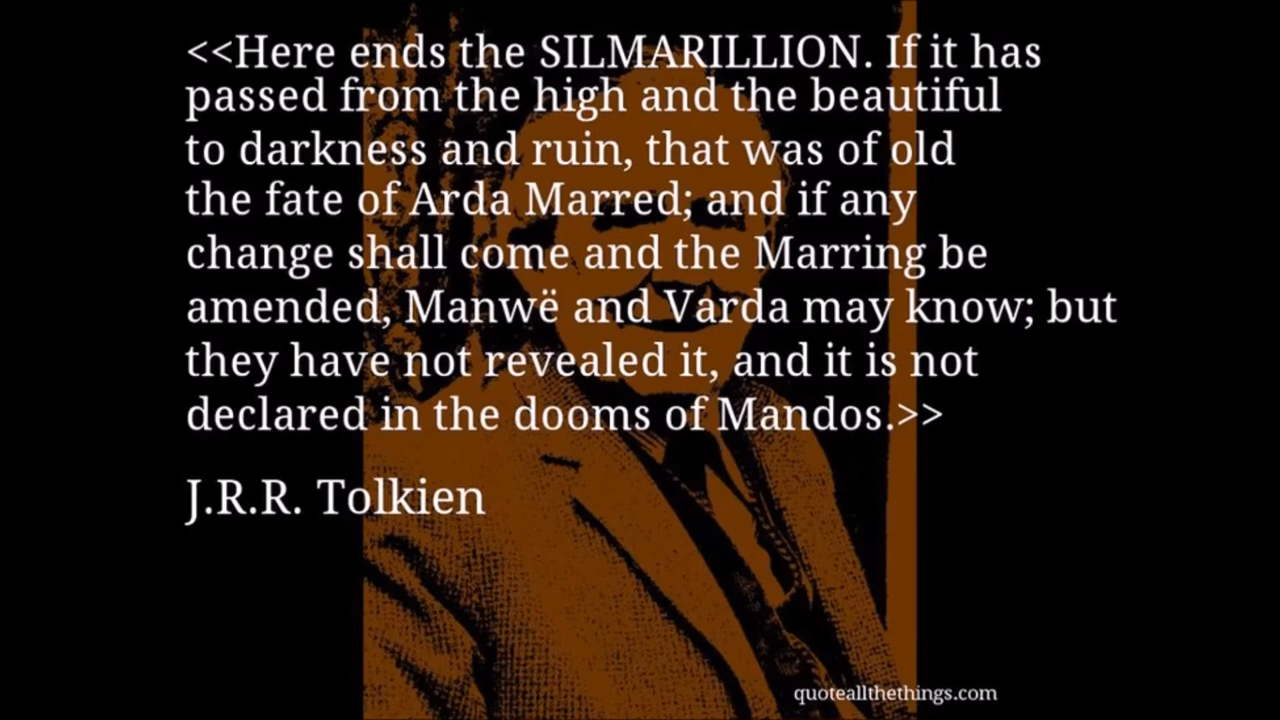 <<Here ends the SILMARILLION. If it has
passed from the high and the beautiful
to darkness and ruin, that was of old
the fate of Arda Marred; and if any
change shall come and the Marring be
amended, Manwë and Varda may know; but
they have not revealed it, and it is not
declared in the dooms of Mandos.>>
J.R.R. Tolkien
quoteallthethings.com